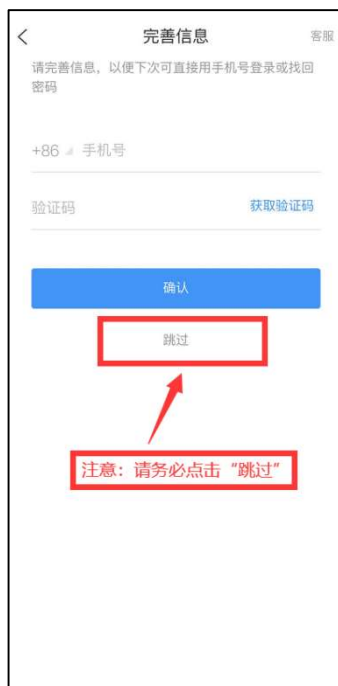 完善信息
客服
请完善信息，以便下次可直接用手机号登录或找回
密码
+86 手机号
验证码
获取验证码
确认
跳过
注意：请务必点击“跳过”